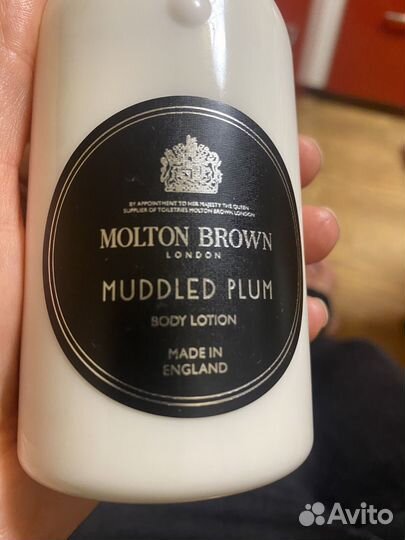 BY APPOINTMENT TO HER MAJESTY THE QUEEN
SUPPLIER OF TOILETRIES MOLTON BROWN LONDON
MOLTON BROWN
LONDON
MUDDLED PLUM
BODY LOTION
MADE IN
ENGLAND
Avito